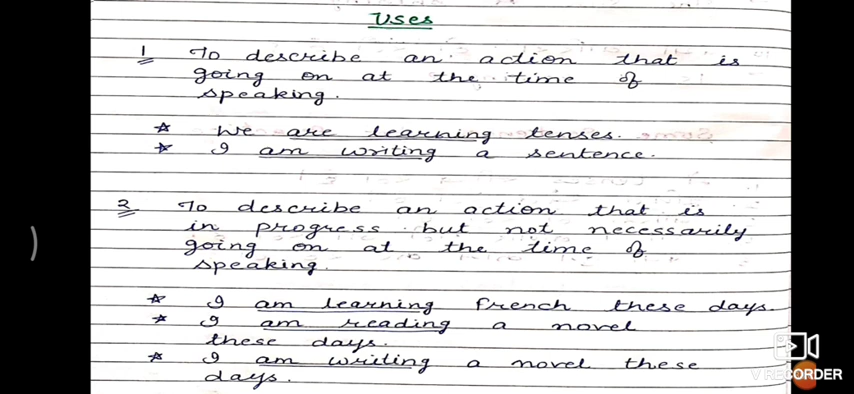 Uses
1 To describe an action that is
going on at the time of
speaking.
☆ We are learning tenses.
☆ I am writing a sentence.
2 To describe an action that is
in progress but not necessarily
going on at the time of
speaking.
☆ I am learning French these days.
☆ I am reading a novel
these days.
☆ I am writing a novel these
days.
V RECORDER